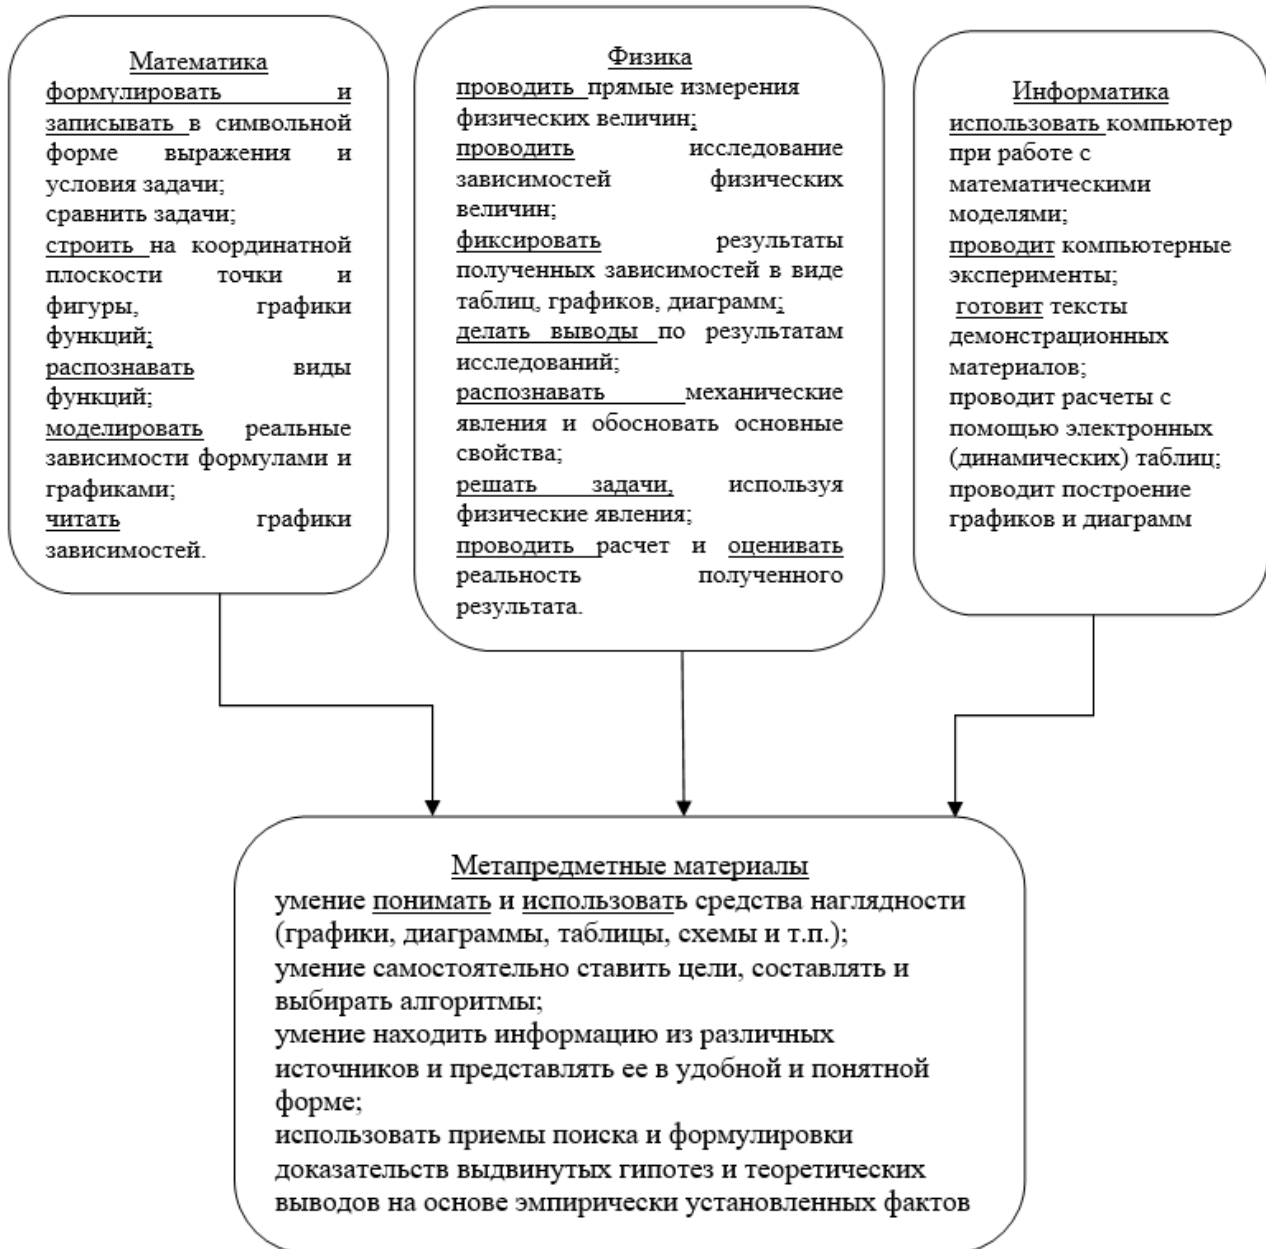 Математика
формулировать и
записывать в символьной
форме выражения и
условия задачи;
сравнить задачи;
строить на координатной
плоскости точки и
фигуры, графики
функций;
распознавать виды
функций;
моделировать реальные
зависимости формулами и
графиками;
читать графики
зависимостей.
Физика
проводить прямые измерения
физических величин;
проводить исследование
зависимостей физических
величин;
фиксировать результаты
полученных зависимостей в виде
таблиц, графиков, диаграмм;
делать выводы по результатам
исследований;
распознавать механические
явления и обосновать основные
свойства;
решать задачи, используя
физические явления;
проводить расчет и оценивать
реальность полученного
результата.
Информатика
использовать компьютер
при работе с
математическими
моделями;
проводит компьютерные
эксперименты;
готовит тексты
демонстрационных
материалов;
проводит расчеты с
помощью электронных
(динамических) таблиц;
проводит построение
графиков и диаграмм
Метапредметные материалы
умение понимать и использовать средства наглядности
(графики, диаграммы, таблицы, схемы и т.п.);
умение самостоятельно ставить цели, составлять и
выбирать алгоритмы;
умение находить информацию из различных
источников и представлять ее в удобной и понятной
форме;
использовать приемы поиска и формулировки
доказательств выдвинутых гипотез и теоретических
выводов на основе эмпирически установленных фактов